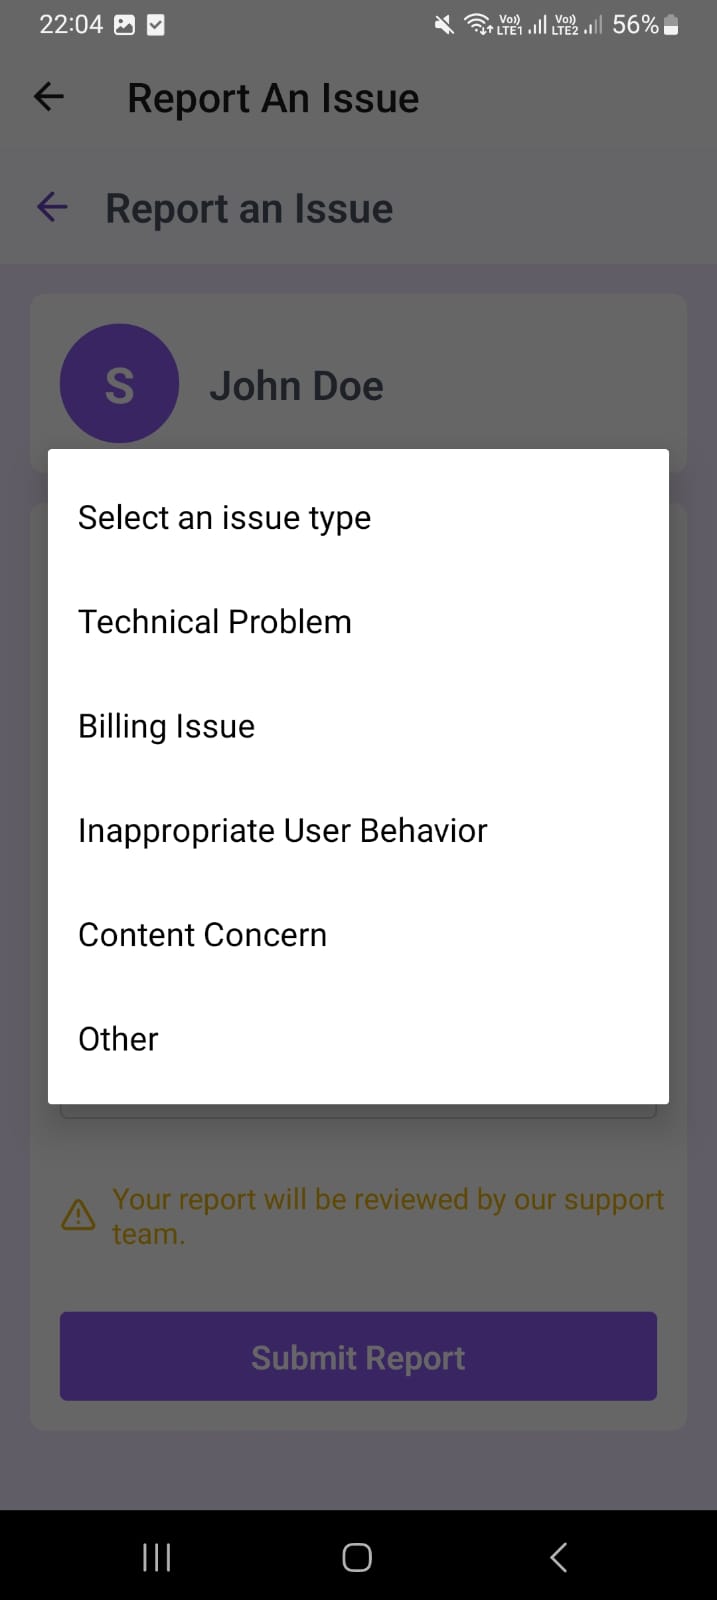 22:04 Vo)) LTE1 Vo)) LTE2 56%
Report An Issue
Report an Issue
S John Doe
Select an issue type
Technical Problem
Billing Issue
Inappropriate User Behavior
Content Concern
Other
Your report will be reviewed by our support
team.
Submit Report